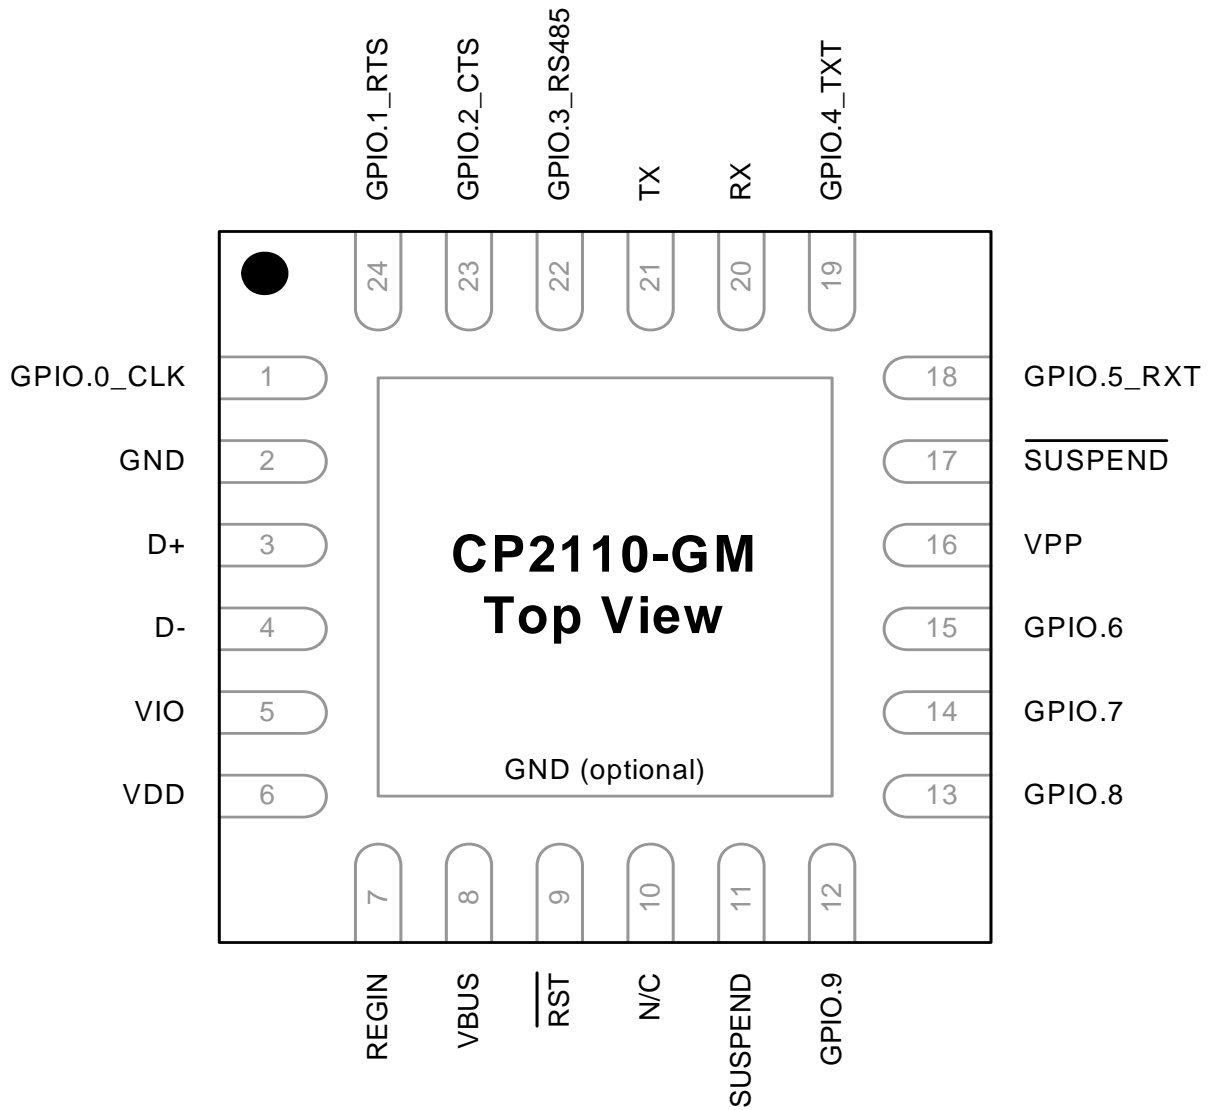 GPIO.1_RTS
GPIO.2_CTS
GPIO.3_RS485
TX
RX
GPIO.4_TXT
24
23
22
21
20
19
GPIO.0_CLK 1
18 GPIO.5_RXT
GND 2
17 SUSPEND
D+ 3
16 VPP
D- 4
15 GPIO.6
VIO 5
14 GPIO.7
VDD 6
13 GPIO.8
CP2110-GM
Top View
GND (optional)
7
8
9
10
11
12
REGIN
VBUS
RST
N/C
SUSPEND
GPIO.9